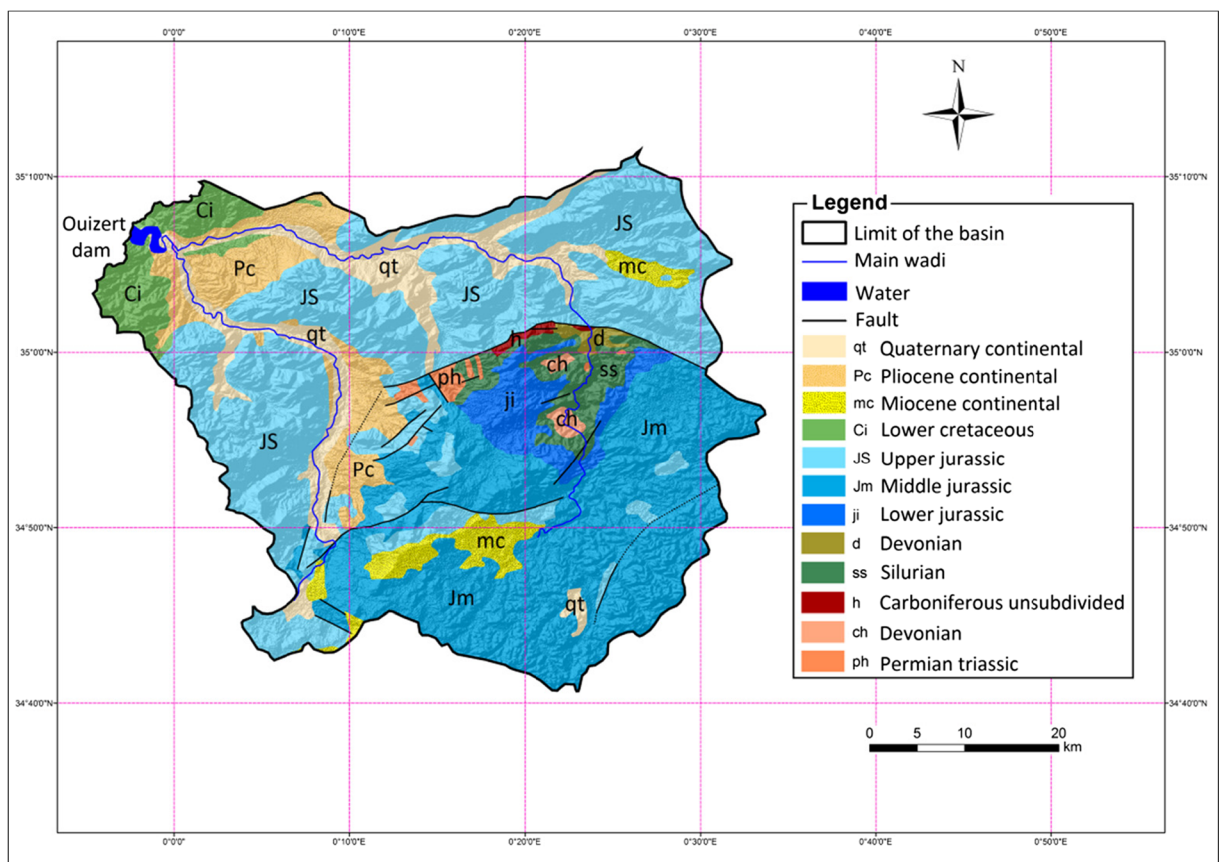 0°0'0"E 0°10'0"E 0°20'0"E 0°30'0"E 0°40'0"E 0°50'0"E
N
35°10'0"N 35°10'0"N
Ci
JS
Ouizert
dam
Legend
Limit of the basin
Main wadi
Water
Fault
qt Quaternary continental
Pc Pliocene continental
mc Miocene continental
Ci Lower cretaceous
JS Upper jurassic
Jm Middle jurassic
ji Lower jurassic
d Devonian
ss Silurian
h Carboniferous unsubdivided
ch Devonian
ph Permian triassic
qt
mc
Pc
Ci
JS
JS
qt
h
d
35°0'0"N 35°0'0"N
ch
ss
ph
ji
ch
Jm
JS
Pc
34°50'0"N 34°50'0"N
mc
Jm
qt
34°40'0"N 34°40'0"N
0 5 10 20
km
0°0'0"E 0°10'0"E 0°20'0"E 0°30'0"E 0°40'0"E 0°50'0"E